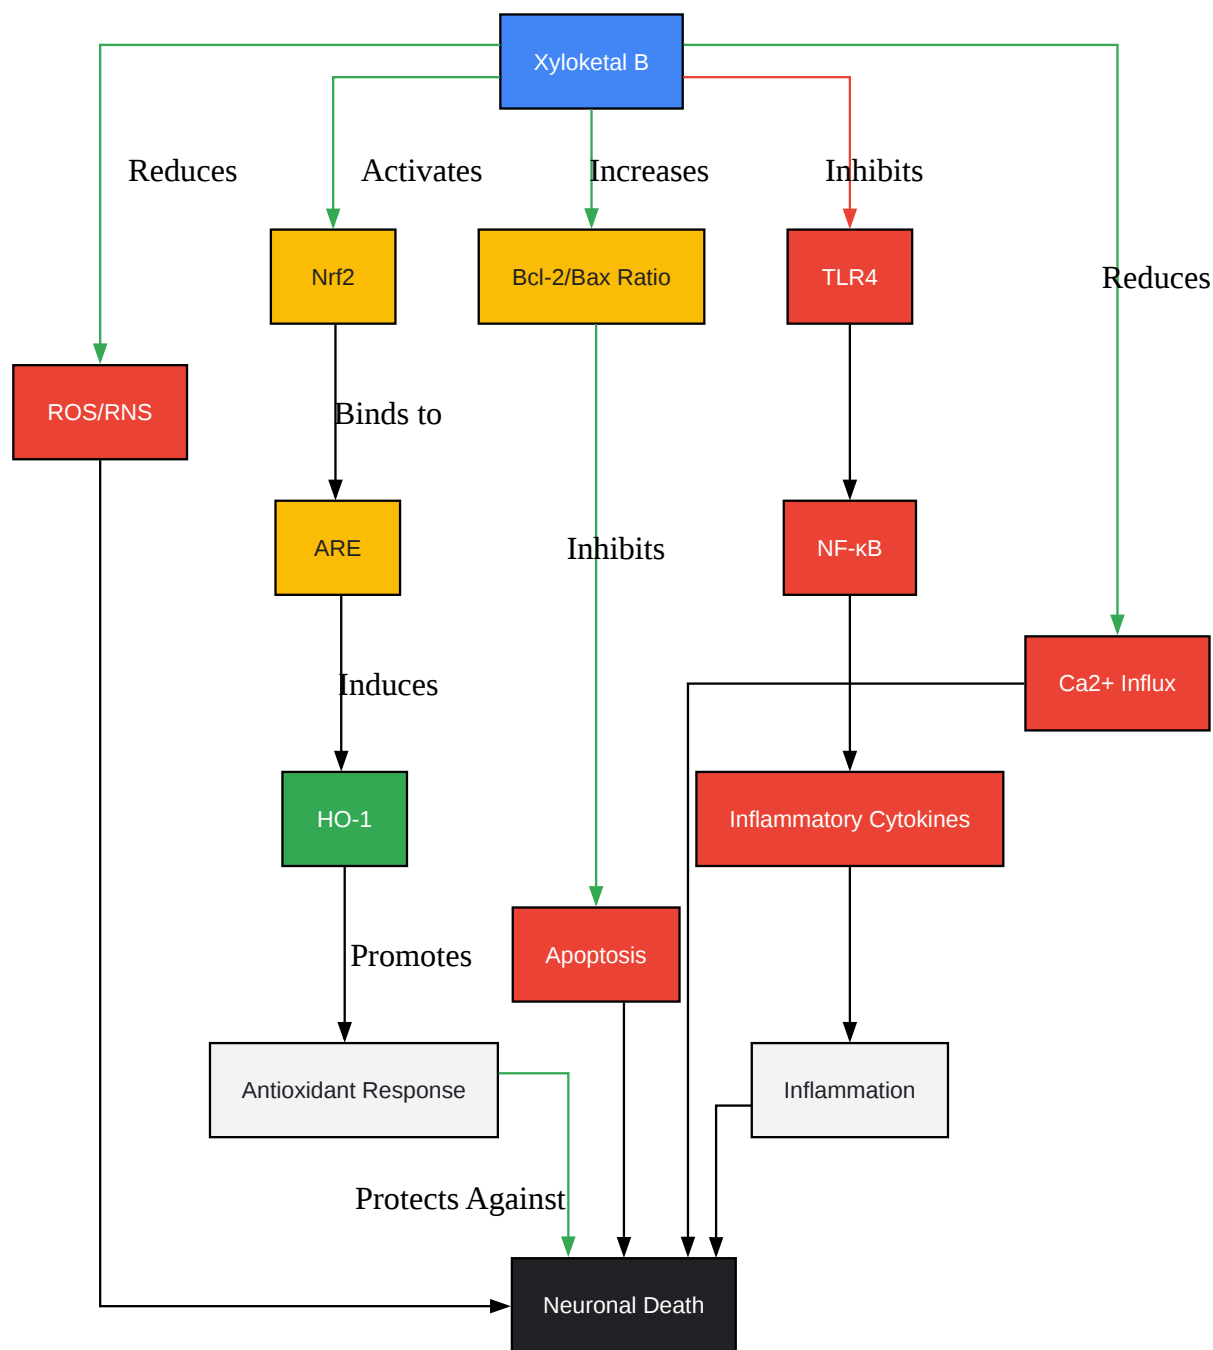 Xyloketal B
Reduces
Activates
Increases
Inhibits
Nrf2
Bcl-2/Bax Ratio
TLR4
Reduces
ROS/RNS
Binds to
ARE
Inhibits
NF-κB
Induces
Ca2+ Influx
HO-1
Inflammatory Cytokines
Promotes
Apoptosis
Antioxidant Response
Inflammation
Protects Against
Neuronal Death